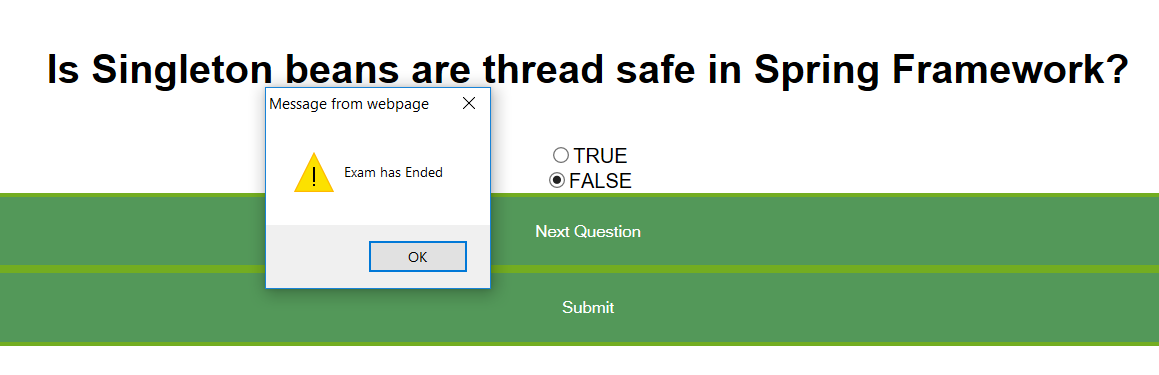 Is Singleton beans are thread safe in Spring Framework?
Message from webpage
Exam has Ended
OK
TRUE
FALSE
Next Question
Submit